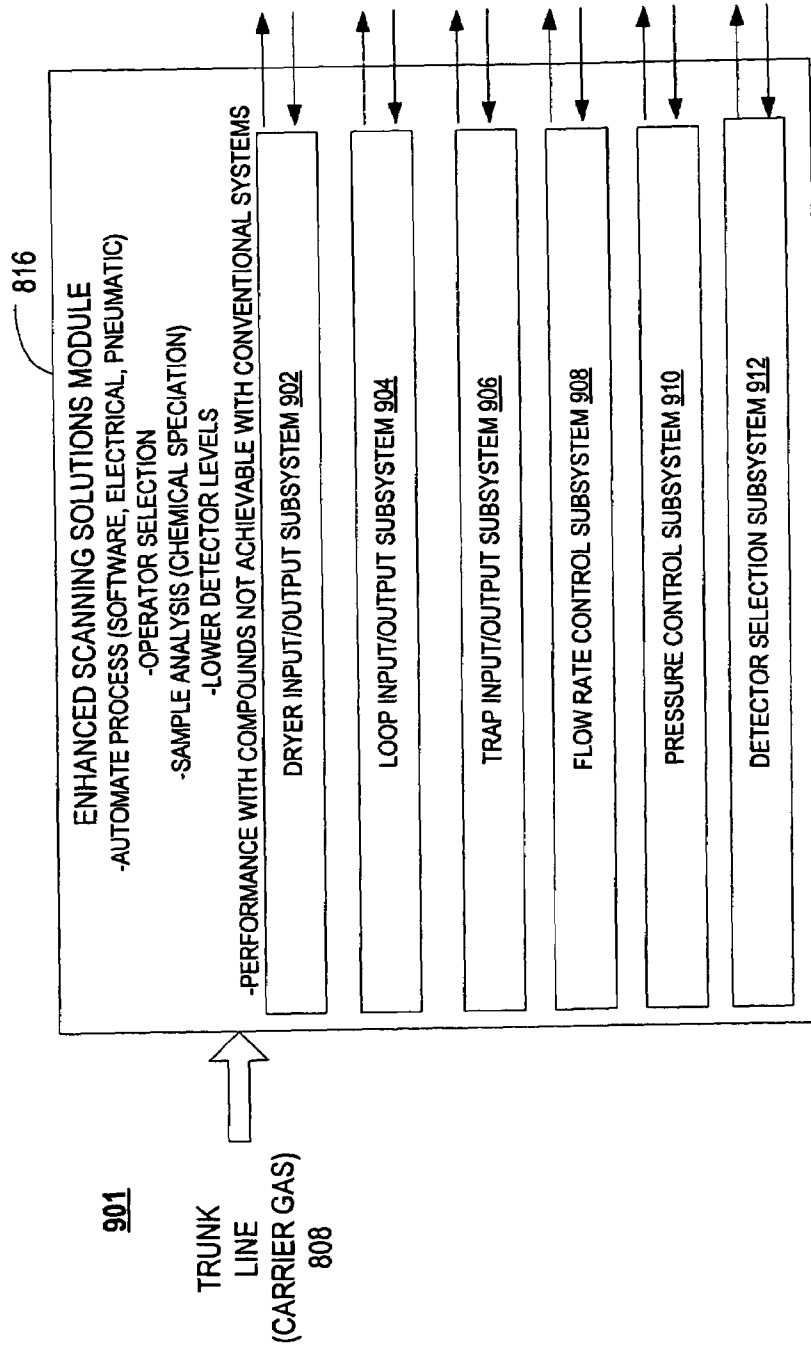 901
TRUNK
LINE
(CARRIER GAS)
808
816
ENHANCED SCANNING SOLUTIONS MODULE
-AUTOMATE PROCESS (SOFTWARE, ELECTRICAL, PNEUMATIC)
-OPERATOR SELECTION
-SAMPLE ANALYSIS (CHEMICAL SPECIATION)
-LOWER DETECTOR LEVELS
-PERFORMANCE WITH COMPOUNDS NOT ACHIEVABLE WITH CONVENTIONAL SYSTEMS
DRYER INPUT/OUTPUT SUBSYSTEM 902
LOOP INPUT/OUTPUT SUBSYSTEM 904
TRAP INPUT/OUTPUT SUBSYSTEM 906
FLOW RATE CONTROL SUBSYSTEM 908
PRESSURE CONTROL SUBSYSTEM 910
DETECTOR SELECTION SUBSYSTEM 912